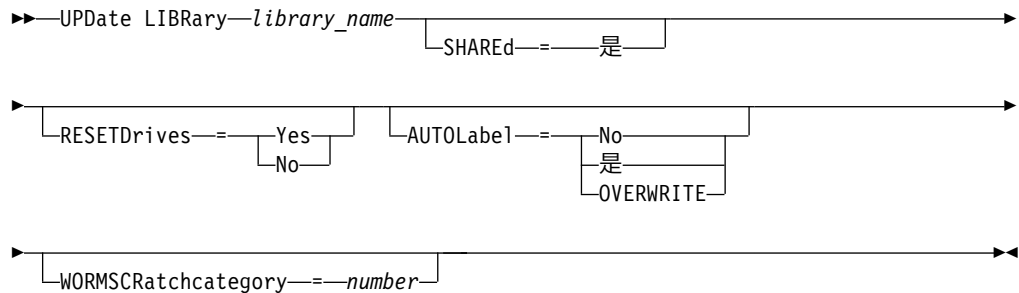 UPDate LIBRary library_name
SHAREd = 是
RESETDrives = Yes
No
AUTOLabel = No
是
OVERWRITE
WORMSCRatchcategory = number